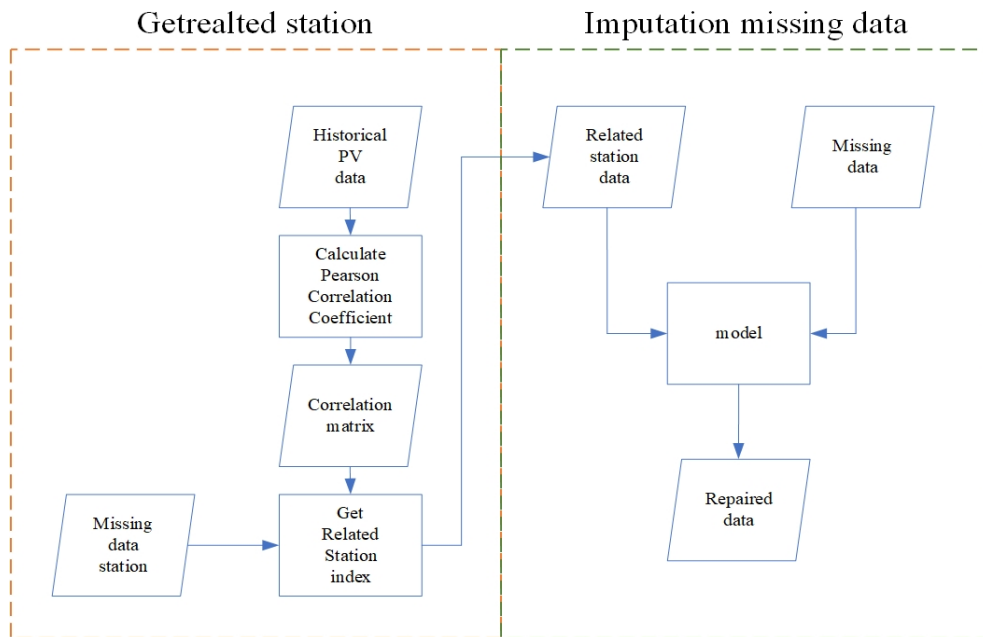 Getrealted station
Imputation missing data
Historical
PV
data
Calculate
Pearson
Correlation
Coefficient
Correlation
matrix
Missing
data
station
Get
Related
Station
index
Related
station
data
Missing
data
model
Repaired
data